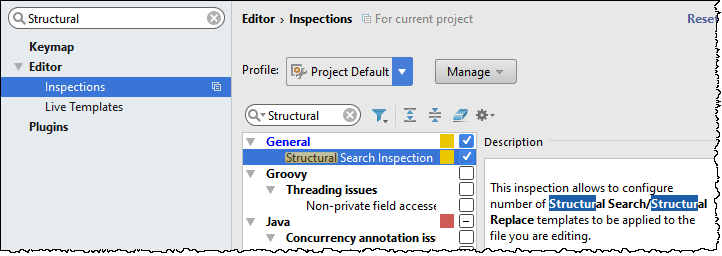 Structural
Keymap
Editor
Inspections
Live Templates
Plugins
Editor › Inspections For current project Reset
Profile: Project Default Manage
Structural
General
Structural Search Inspection
Groovy
Threading issues
Non-private field accesse
Java
Concurrency annotation iss
Description
This inspection allows to configure
number of Structural Search/Structural
Replace templates to be applied to the
file you are editing.